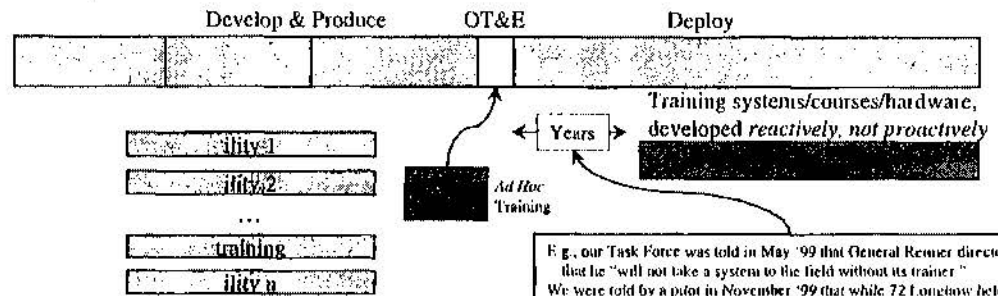 Develop & Produce OT&E Deploy
Training systems/courses/hardware,
developed reactively, not proactively
Years
ility 1
ility 2
...
training
ility n
Ad Hoc
Training
E.g., our Task Force was told in May '99 that General Renner
that he "will not take a system to the field without its trainer"
We were told by a pilot in November '99 that while 72 Longbow